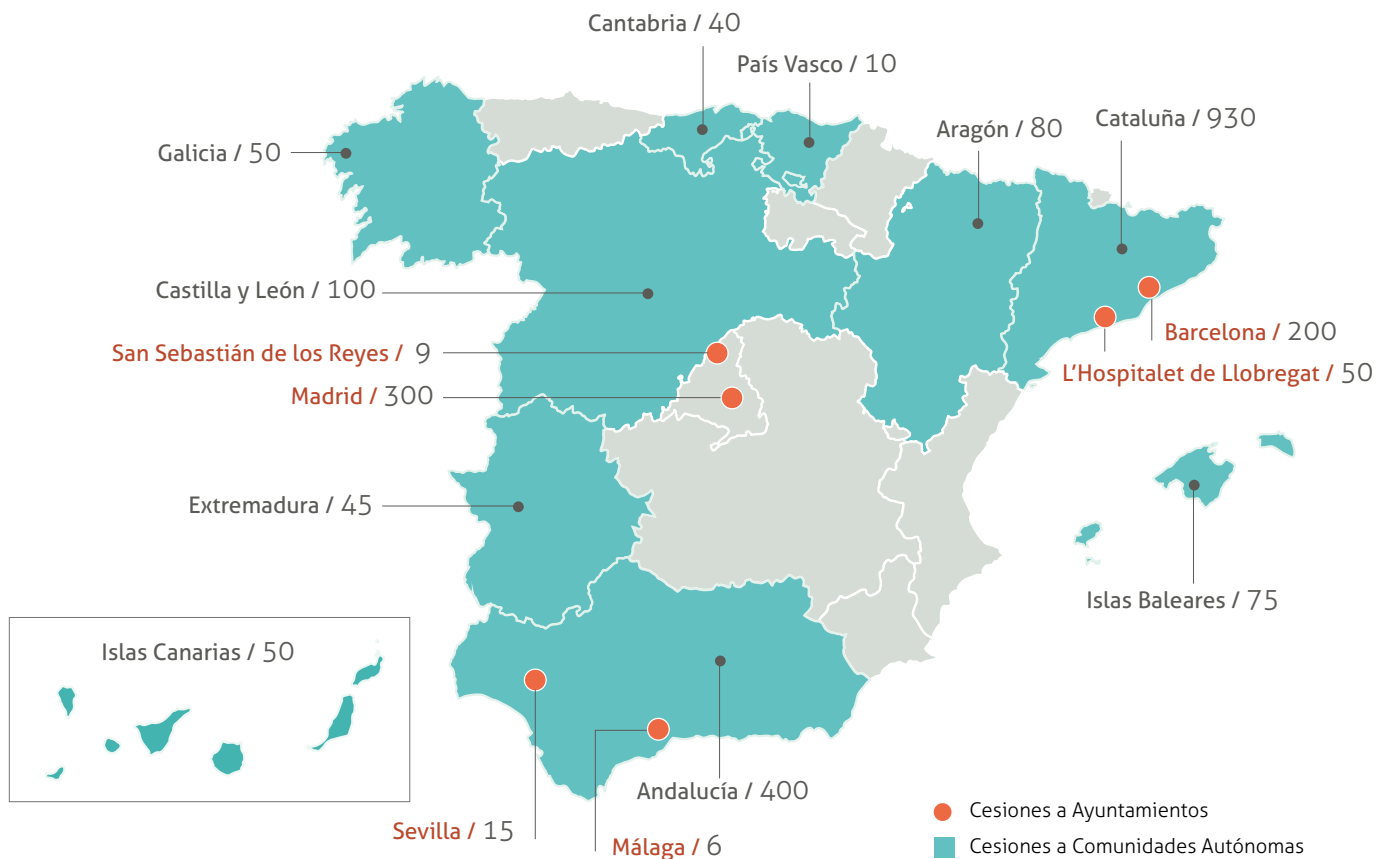 Cantabria / 40
País Vasco / 10
Aragón / 80
Cataluña / 930
Galicia / 50
Castilla y León / 100
San Sebastián de los Reyes / 9
Madrid / 300
Barcelona / 200
L'Hospitalet de Llobregat / 50
Extremadura / 45
Islas Baleares / 75
Islas Canarias / 50
Andalucía / 400
Sevilla / 15
Málaga / 6
Cesiones a Ayuntamientos
Cesiones a Comunidades Autónomas